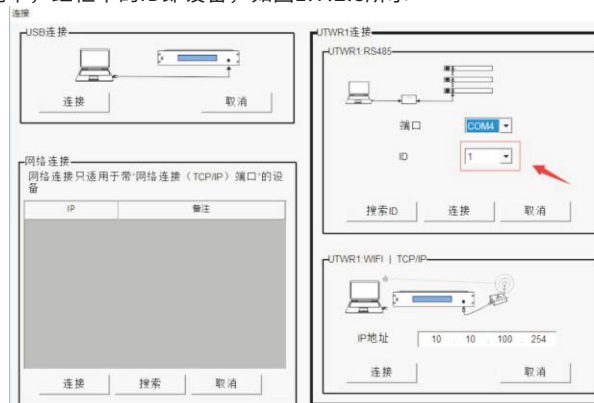 连接
USB连接
连接 取消
网络连接
网络连接只适用于带“网络连接（TCP/IP）端口”的设
备
IP 备注
连接 搜索 取消
UTWR1连接
UTWR1:RS485
端口 COM4
ID 1
搜索ID 连接 取消
UTWR1:WIFI | TCP/IP
IP地址 10 . 10 . 100 . 254
连接 取消